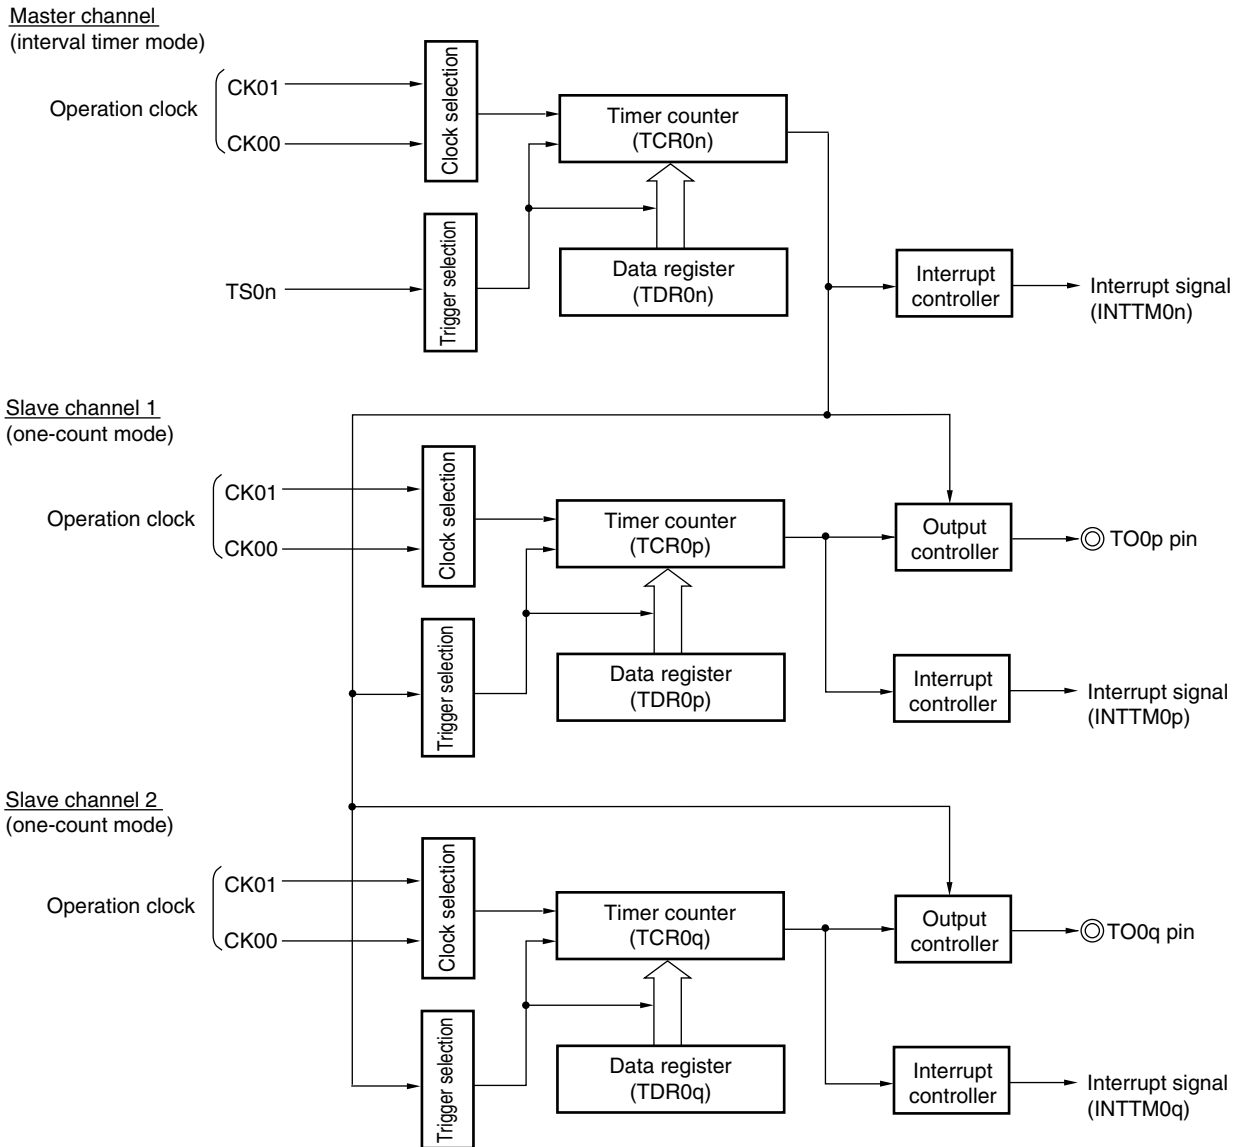 Master channel
(interval timer mode)
Operation clock
CK01
CK00
Clock selection
Timer counter
(TCR0n)
TS0n
Trigger selection
Data register
(TDR0n)
Interrupt
controller
Interrupt signal
(INTTM0n)
Slave channel 1
(one-count mode)
Operation clock
CK01
CK00
Clock selection
Timer counter
(TCR0p)
Output
controller
TO0p pin
Trigger selection
Data register
(TDR0p)
Interrupt
controller
Interrupt signal
(INTTM0p)
Slave channel 2
(one-count mode)
Operation clock
CK01
CK00
Clock selection
Timer counter
(TCR0q)
Output
controller
TO0q pin
Trigger selection
Data register
(TDR0q)
Interrupt
controller
Interrupt signal
(INTTM0q)